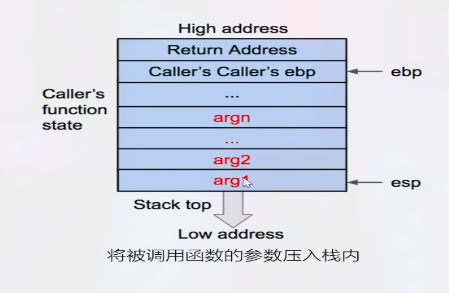 High address
Return Address
Caller's Caller's ebp
ebp
...
Caller's
function
state
argn
...
arg2
arg1
esp
Stack top
Low address
将被调用函数的参数压入栈内